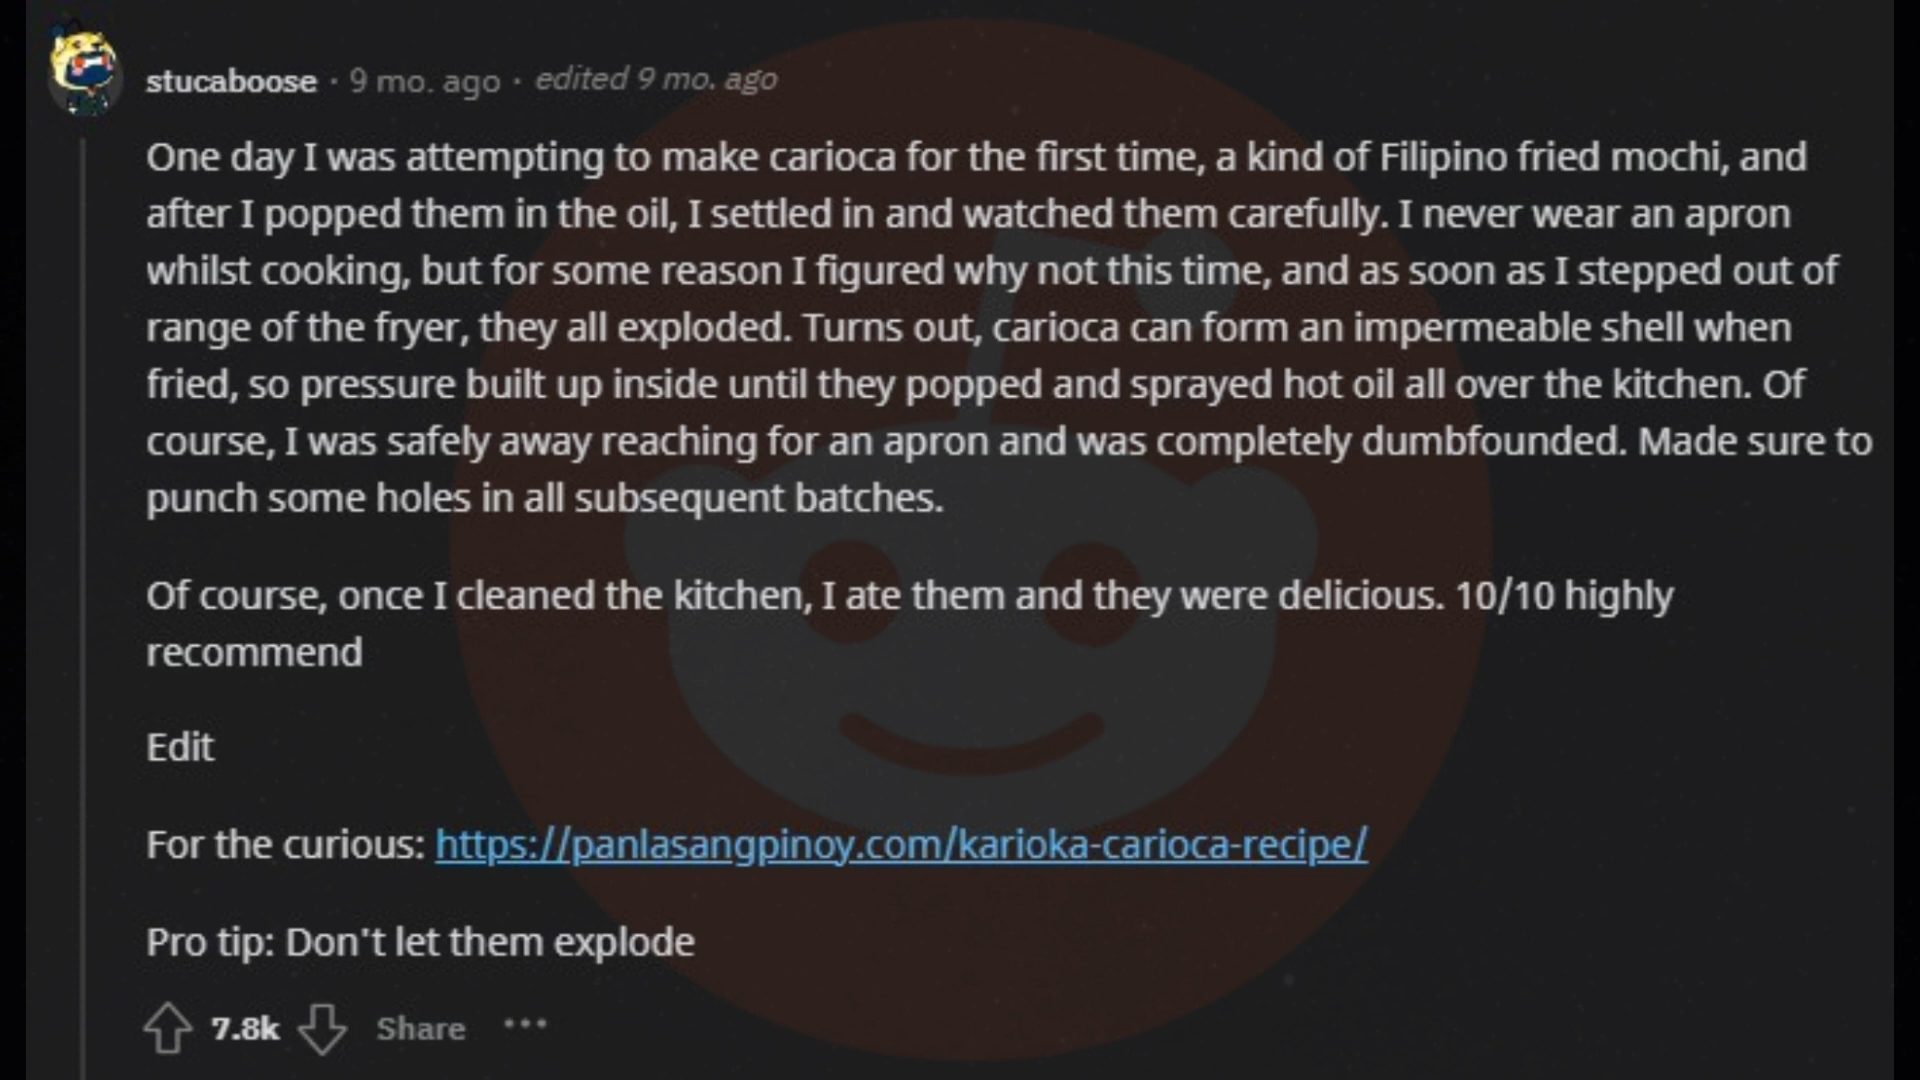 stucaboose · 9 mo. ago · edited 9 mo. ago
One day I was attempting to make carioca for the first time, a kind of Filipino fried mochi, and
after I popped them in the oil, I settled in and watched them carefully. I never wear an apron
whilst cooking, but for some reason I figured why not this time, and as soon as I stepped out of
range of the fryer, they all exploded. Turns out, carioca can form an impermeable shell when
fried, so pressure built up inside until they popped and sprayed hot oil all over the kitchen. Of
course, I was safely away reaching for an apron and was completely dumbfounded. Made sure to
punch some holes in all subsequent batches.
Of course, once I cleaned the kitchen, I ate them and they were delicious. 10/10 highly
recommend
Edit
For the curious: https://panlasangpinoy.com/karioka-carioca-recipe/
Pro tip: Don't let them explode
7.8k Share ...